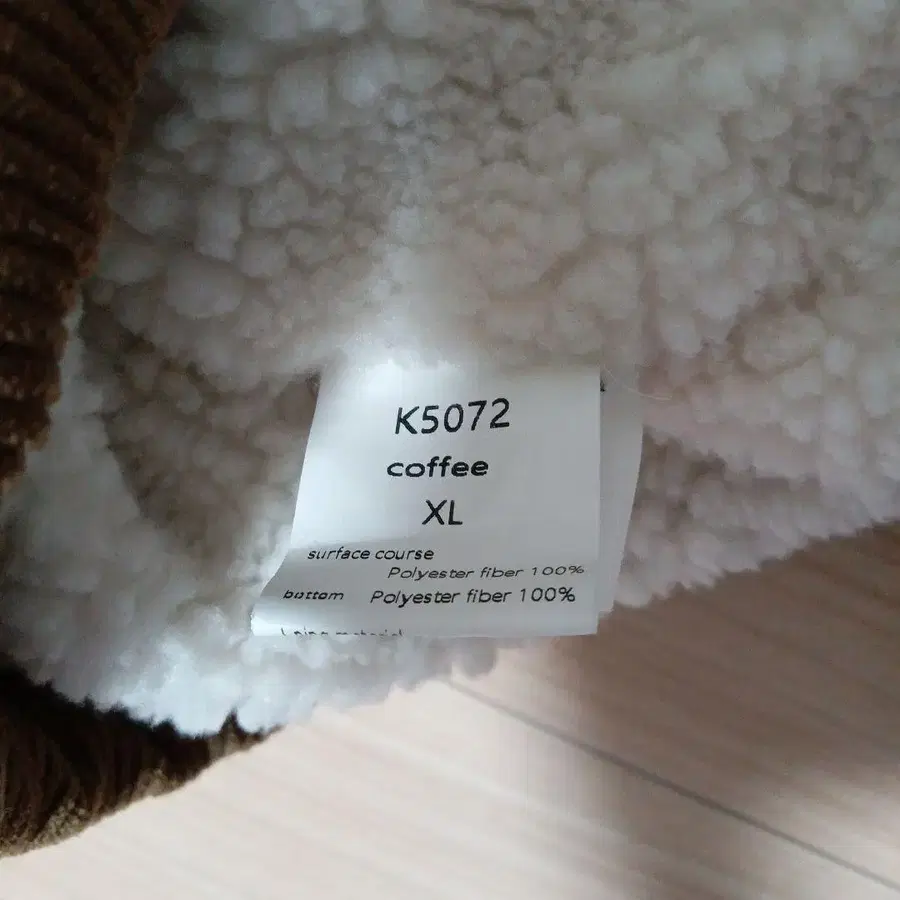 K5072
coffee
XL
surface course
Polyester fiber 100%
bottom Polyester fiber 100%